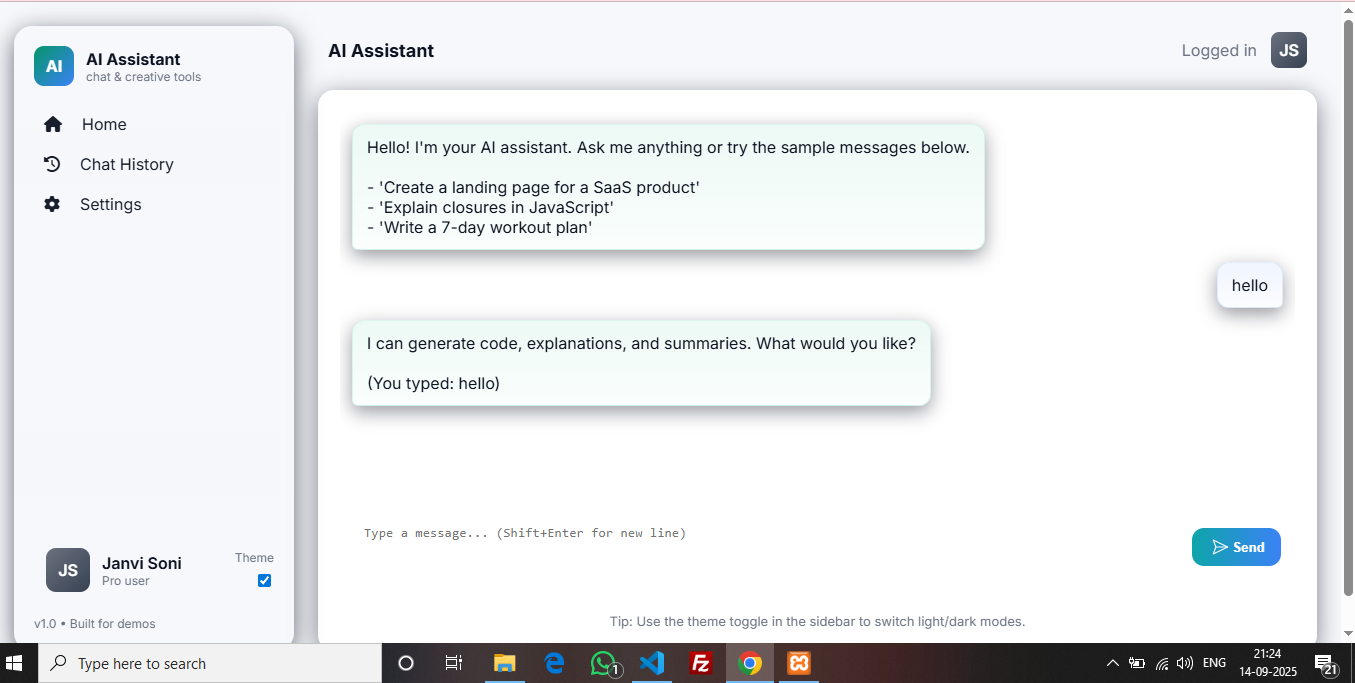 AI
AI Assistant
chat & creative tools
Home
Chat History
Settings
Janvi Soni
Pro user
JS
Theme
v1.0 • Built for demos
AI Assistant
Logged in
JS
Hello! I'm your AI assistant. Ask me anything or try the sample messages below.
- 'Create a landing page for a SaaS product'
- 'Explain closures in JavaScript'
- 'Write a 7-day workout plan'
hello
I can generate code, explanations, and summaries. What would you like?
(You typed: hello)
Type a message... (Shift+Enter for new line)
Send
Tip: Use the theme toggle in the sidebar to switch light/dark modes.
Type here to search
1
Fz
ENG
21:24
14-09-2025
21